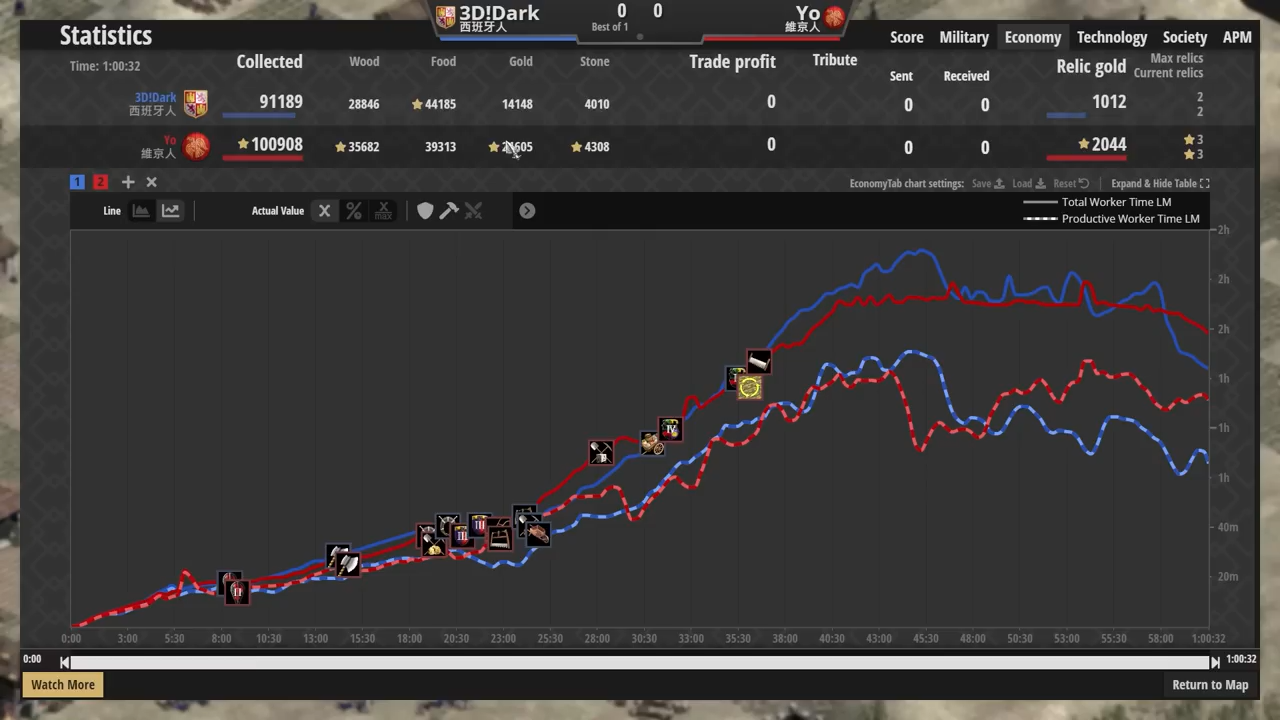 3D!Dark 0 0 Yo
西班牙人 Best of 1 維京人
Statistics
Score Military Economy Technology Society APM
Time: 1:00:32
Collected Wood Food Gold Stone Trade profit Tribute Sent Received Relic gold Max relics
Current relics
3D!Dark
西班牙人
91189 28846 44185 14148 4010 0 0 0 1012 2
2
Yo
維京人
100908 35682 39313 4308 0 0 0 2044 3
3
1 2
EconomyTab chart settings: Save Load Reset Expand & Hide Table
Line Actual Value X % X
max
Total Worker Time LM
Productive Worker Time LM
2h
2h
2h
1h
1h
1h
40m
20m
II
III
III
IV
0:00 3:00 5:30 8:00 10:30 13:00 15:30 18:00 20:30 23:00 25:30 28:00 30:30 33:00 35:30 38:00 40:30 43:00 45:30 48:00 50:30 53:00 55:30 58:00 1:00:32
0:00 1:00:32
Watch More Return to Map